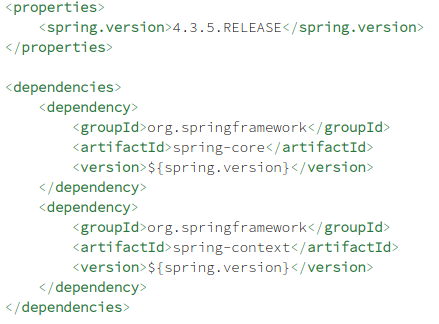 <properties>
    <spring.version>4.3.5.RELEASE</spring.version>
</properties>

<dependencies>
    <dependency>
        <groupId>org.springframework</groupId>
        <artifactId>spring-core</artifactId>
        <version>${spring.version}</version>
    </dependency>
    <dependency>
        <groupId>org.springframework</groupId>
        <artifactId>spring-context</artifactId>
        <version>${spring.version}</version>
    </dependency>
</dependencies>